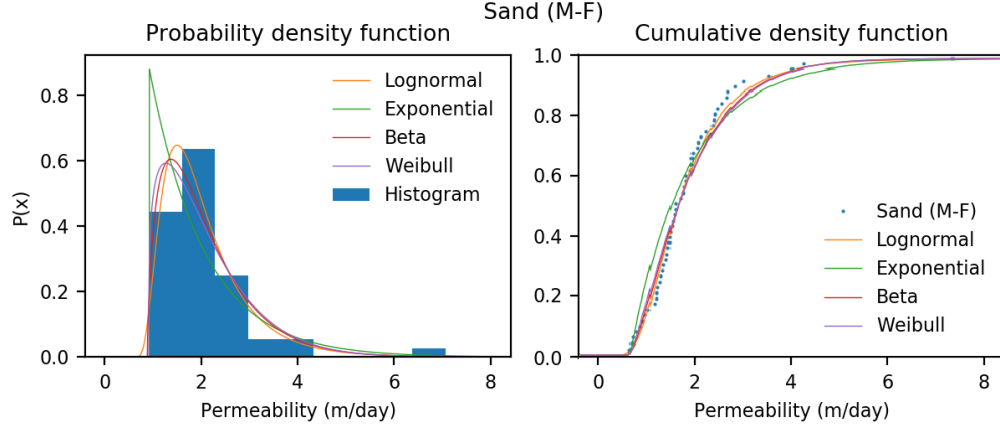 Sand (M-F)
Probability density function
P(x)
0.8
0.6
0.4
0.2
0.0
0
2
4
6
8
Permeability (m/day)
Lognormal
Exponential
Beta
Weibull
Histogram
Cumulative density function
1.0
0.8
0.6
0.4
0.2
0.0
0
2
4
6
8
Permeability (m/day)
Sand (M-F)
Lognormal
Exponential
Beta
Weibull